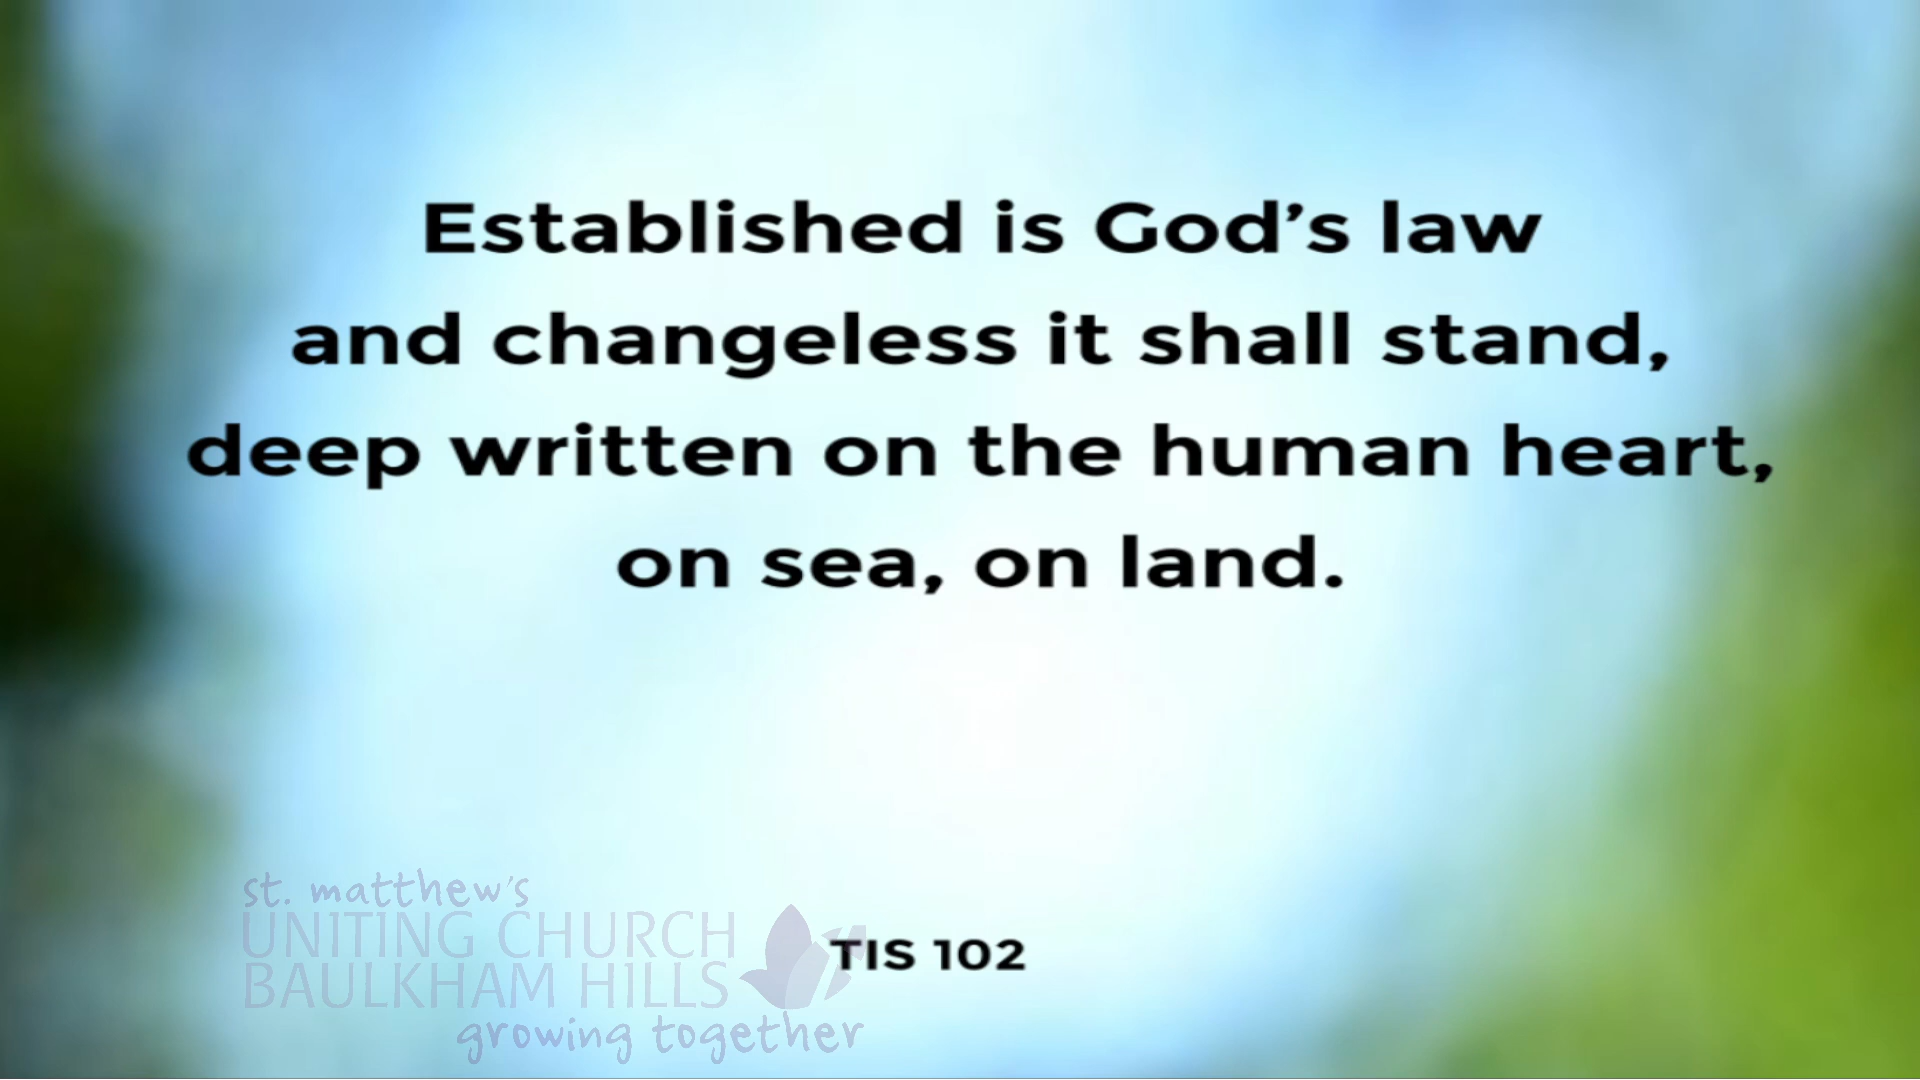 Established is God’s law
and changeless it shall stand,
deep written on the human heart,
on sea, on land.
st. matthew's
UNITING CHURCH
BAULKHAM HILLS
growing together
TIS 102